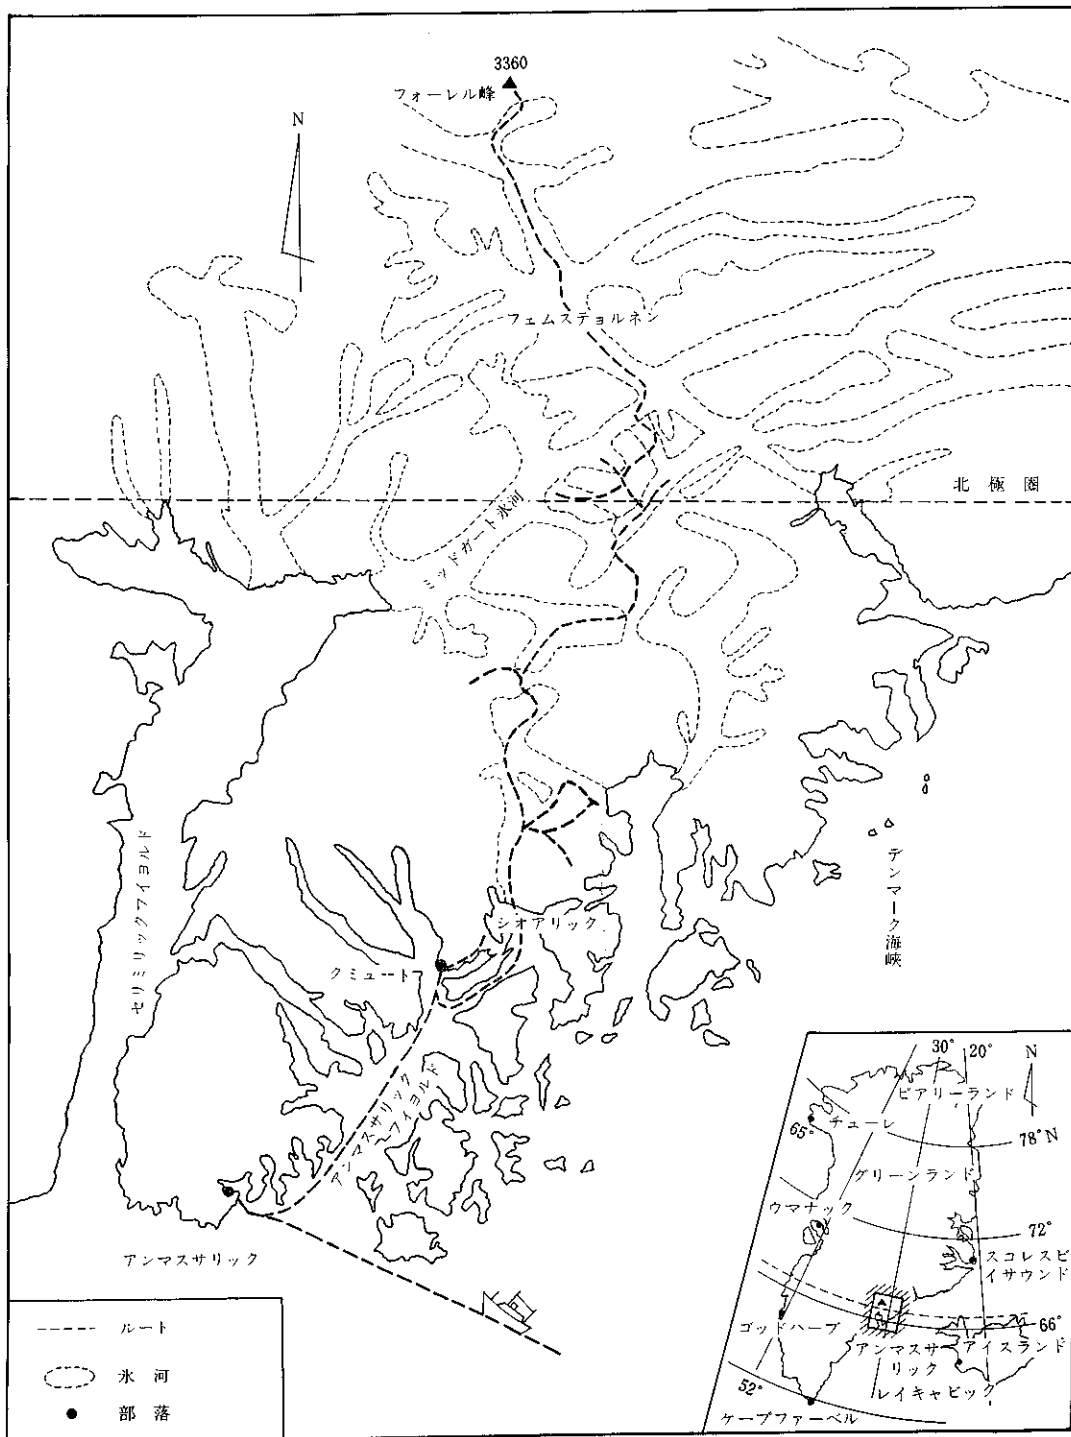 3360
フォーレル峰
N
フェムステョルネン
北極圏
ミッドガート氷河
セリミリックフィヨルド
デンマーク海峡
シオアリック
クミュート
アンマスサリック
フィヨルド
アンマスサリック
ルート
氷河
部落
30°
20°
N
ピアリーランド
65°
チューレ
78°N
グリーンランド
ウマナック
72°
スコレスビ
イサウンド
ゴッドハーブ
66°
アンマスサ
リック
アイスランド
レイキャビック
52°
ケープファーベル